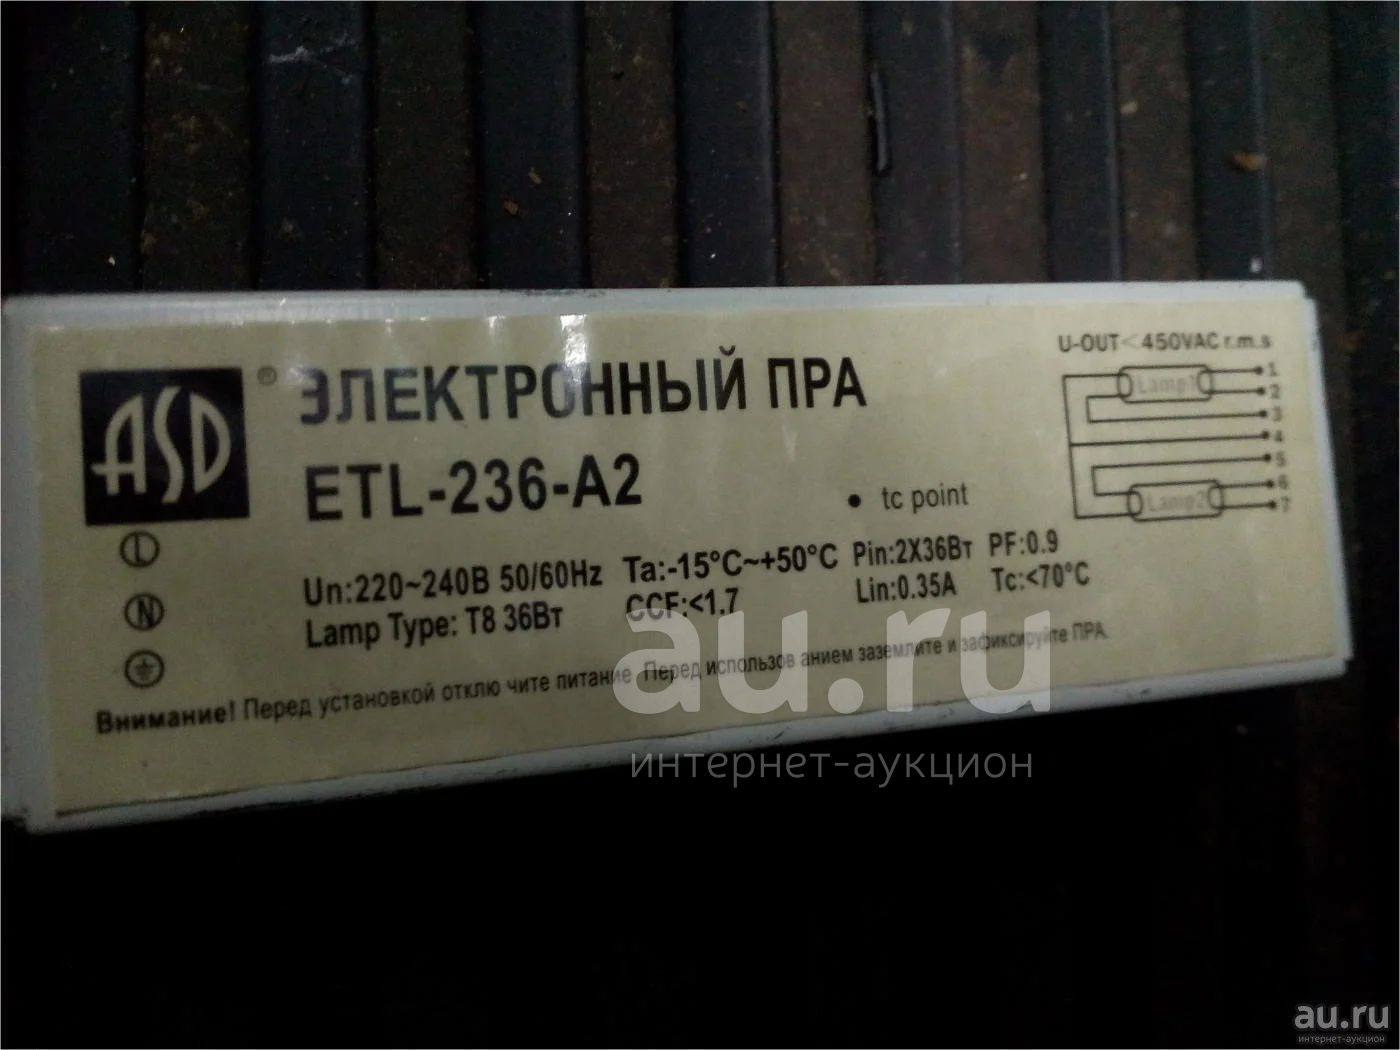 ASD ® ЭЛЕКТРОННЫЙ ПРА
ETL-236-A2
• tc point
U-OUT<450VAC r.m.s
Lamp1
1
2
3
4
5
6
7
Lamp2
L
N
Un:220~240В 50/60Hz Ta:-15°C~+50°C Pin:2X36Вт PF:0.9
Lamp Type: T8 36Вт CCF:<1.7 Lin:0.35A Tc:<70°C
Внимание! Перед установкой отклю чите питание Перед использов анием заземлите и зафиксируйте ПРА.
au.ru
интернет-аукцион
au.ru
интернет-аукцион